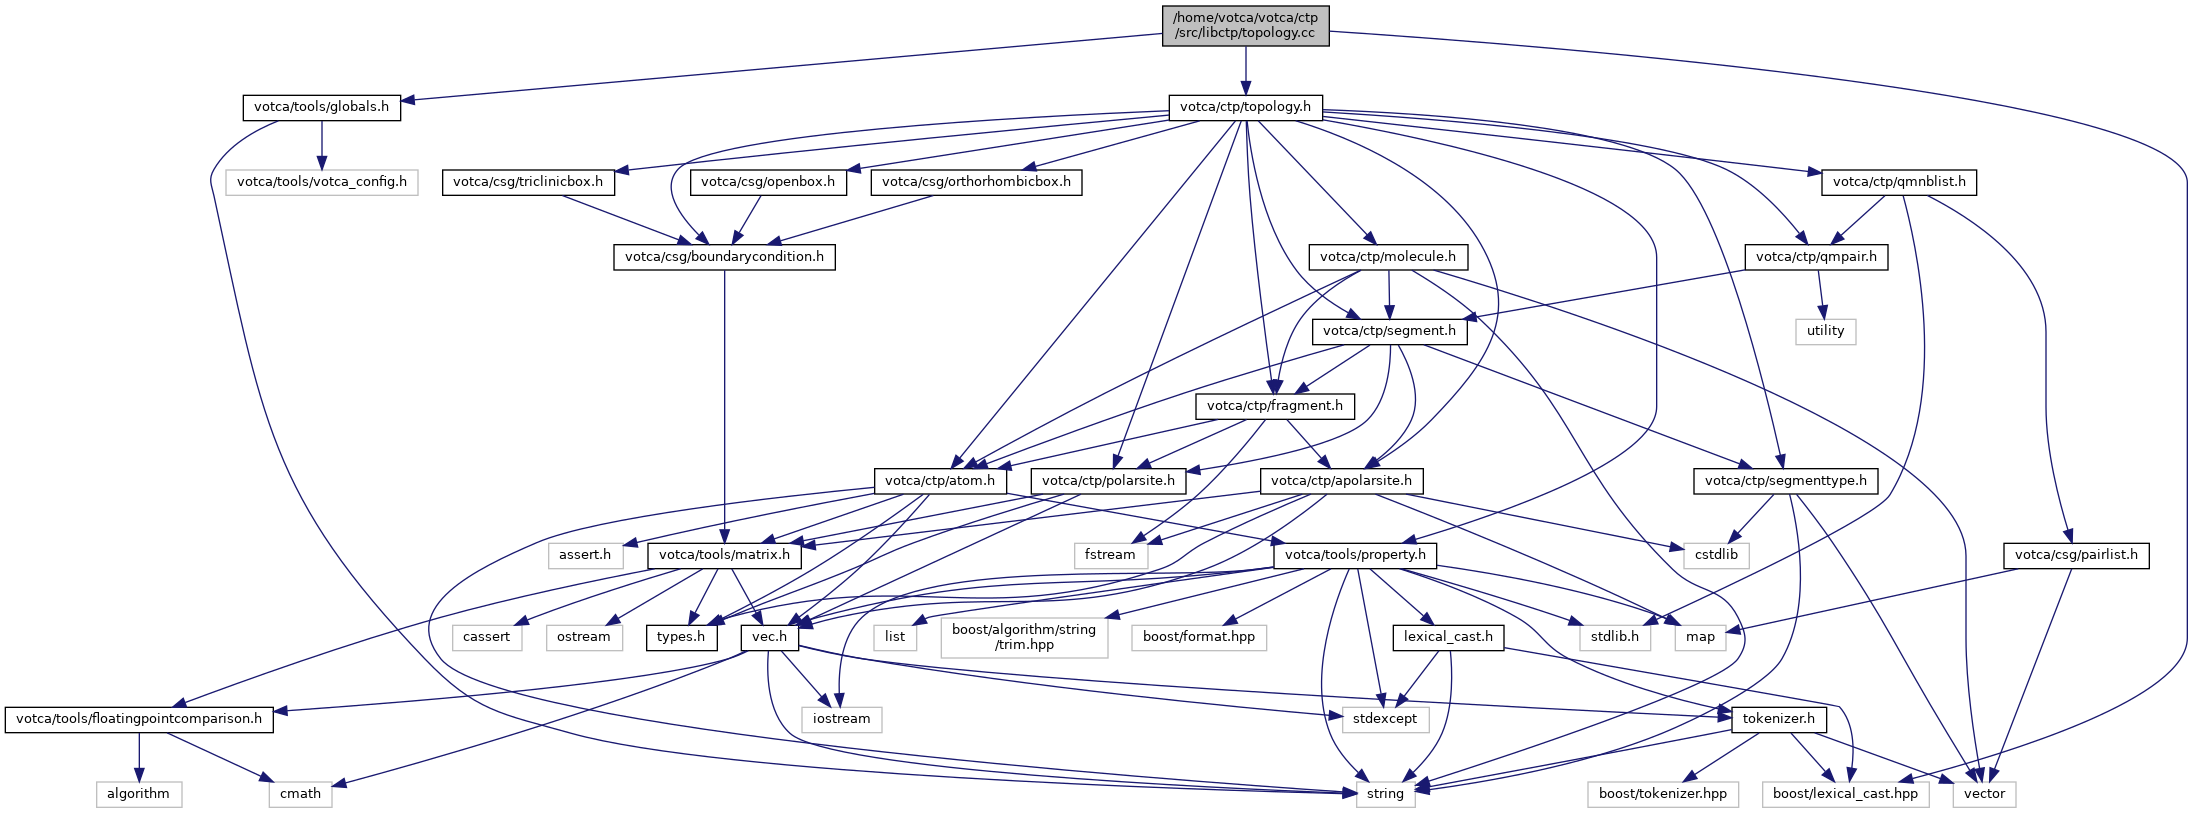 /home/votca/votca/ctp
/src/libctp/topology.cc
votca/tools/globals.h
votca/ctp/topology.h
votca/tools/votca_config.h
votca/csg/triclinicbox.h
votca/csg/openbox.h
votca/csg/orthorhombicbox.h
votca/ctp/qmnblist.h
votca/csg/boundarycondition.h
votca/ctp/molecule.h
votca/ctp/qmpair.h
votca/ctp/segment.h
utility
votca/ctp/fragment.h
votca/ctp/atom.h
votca/ctp/polarsite.h
votca/ctp/apolarsite.h
votca/ctp/segmenttype.h
assert.h
votca/tools/matrix.h
fstream
votca/tools/property.h
cstdlib
votca/csg/pairlist.h
cassert
ostream
types.h
vec.h
list
boost/algorithm/string
/trim.hpp
boost/format.hpp
lexical_cast.h
stdlib.h
map
votca/tools/floatingpointcomparison.h
iostream
stdexcept
tokenizer.h
algorithm
cmath
string
boost/tokenizer.hpp
boost/lexical_cast.hpp
vector